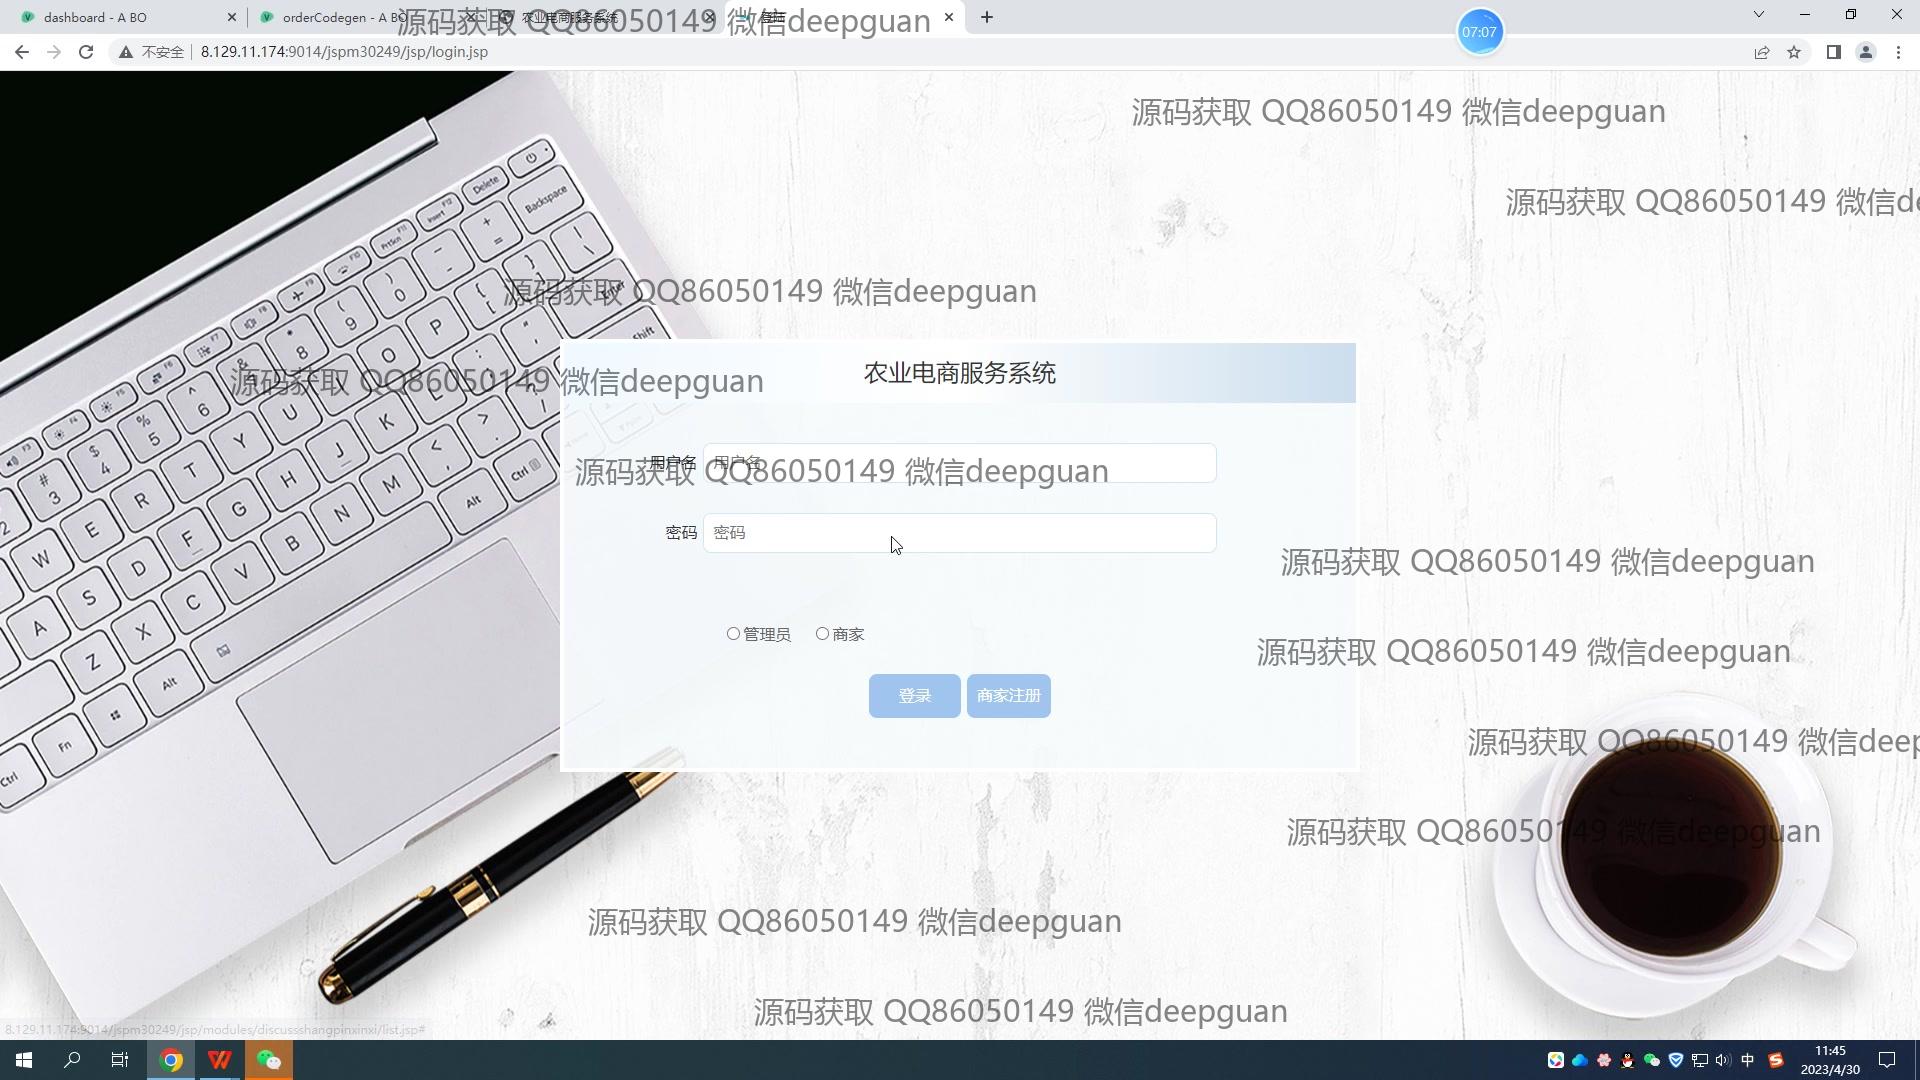 dashboard - A BO
orderCodegen - A BO
农业电商服务系统
源码获取 QQ86050149 微信deepguan
07:07
不安全
8.129.11.174:9014/jspm30249/jsp/login.jsp
源码获取 QQ86050149 微信deepguan
源码获取 QQ86050149 微信d
源码获取 QQ86050149 微信deepguan
农业电商服务系统
源码获取 QQ86050149 微信deepguan
用户名 用户名
源码获取 QQ86050149 微信deepguan
密码 密码
源码获取 QQ86050149 微信deepguan
管理员 商家
源码获取 QQ86050149 微信deepguan
登录 商家注册
源码获取 QQ86050149 微信deep
源码获取 QQ86050149 微信deepguan
源码获取 QQ86050149 微信deepguan
源码获取 QQ86050149 微信deepguan
8.129.11.174:9014/jspm30249/jsp/modules/discussshangpinxinxi/list.jsp#
中
11:45
2023/4/30
Delete
Backspace
Enter
Shift
Ctrl
Alt
Alt
Fn
Ctrl